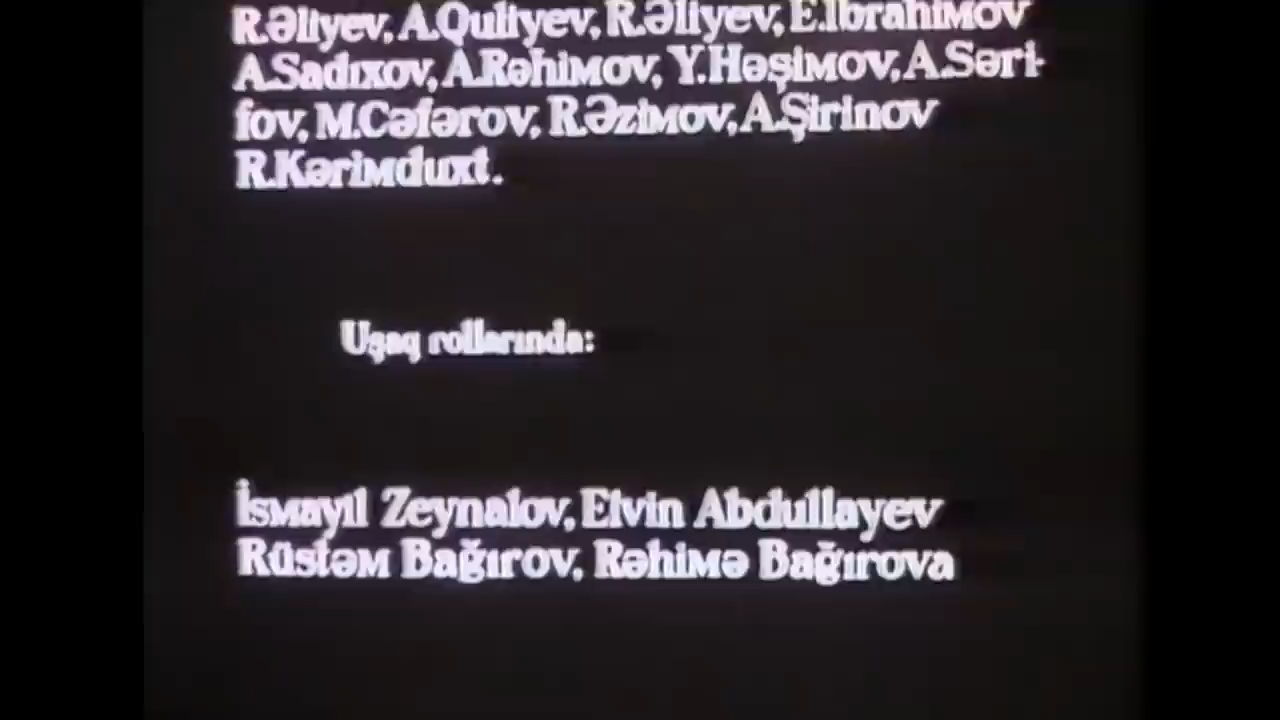 R.Əliyev, A.Quliyev, R.Əliyev, E.İbrahimov
A.Sadıxov, A.Rəhimov, Y.Həşimov, A.Səri-
fov, M.Cəfərov, R.Əzimov, A.Şirinov
R.Kərimduxt.
Uşaq rollarında:
İsmayıl Zeynalov, Elvin Abdullayev
Rüstəm Bağırov, Rəhimə Bağırova